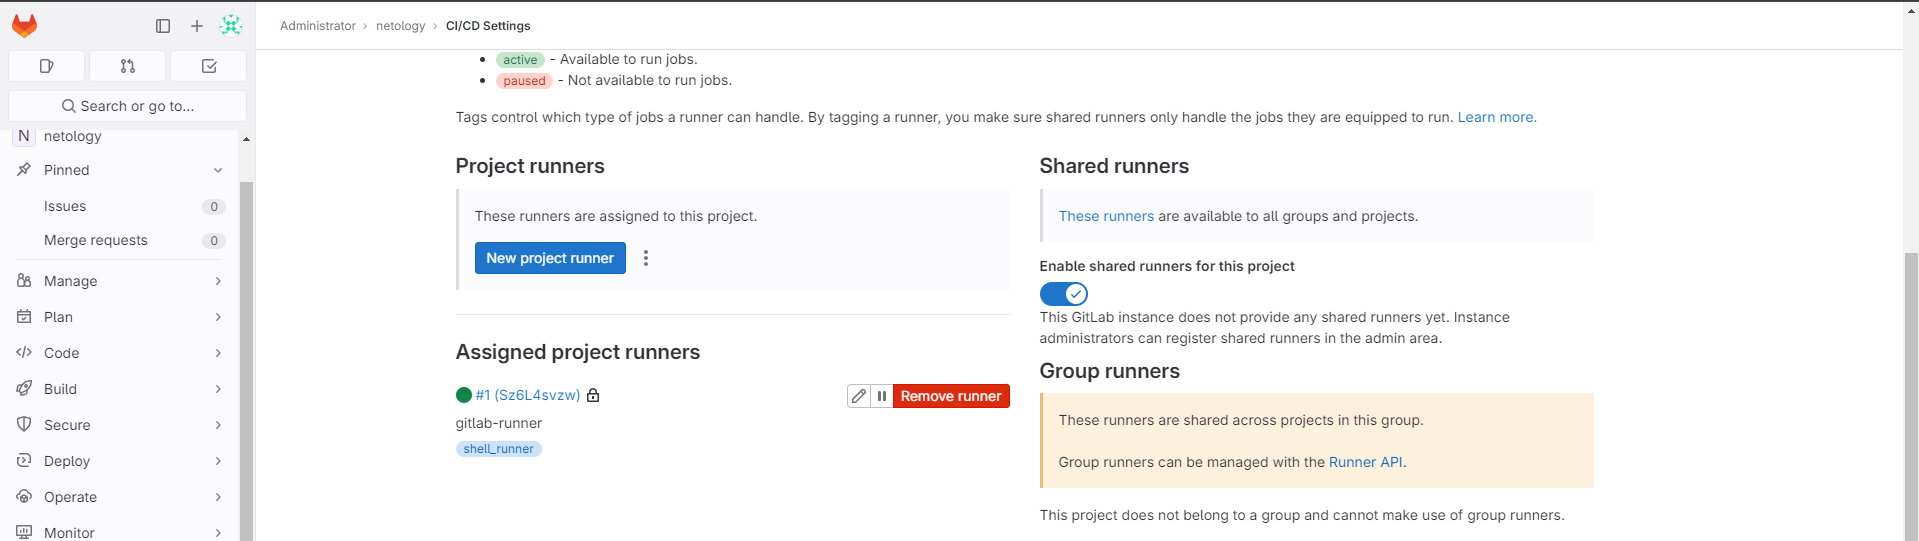 Administrator › netology › CI/CD Settings
Search or go to...
N netology
Pinned
Issues 0
Merge requests 0
Manage
Plan
Code
Build
Secure
Deploy
Operate
Monitor
• active - Available to run jobs.
• paused - Not available to run jobs.
Tags control which type of jobs a runner can handle. By tagging a runner, you make sure shared runners only handle the jobs they are equipped to run. Learn more.
Project runners
These runners are assigned to this project.
New project runner
Assigned project runners
#1 (Sz6L4svzw)
Remove runner
gitlab-runner
shell_runner
Shared runners
These runners are available to all groups and projects.
Enable shared runners for this project
This GitLab instance does not provide any shared runners yet. Instance
administrators can register shared runners in the admin area.
Group runners
These runners are shared across projects in this group.
Group runners can be managed with the Runner API.
This project does not belong to a group and cannot make use of group runners.